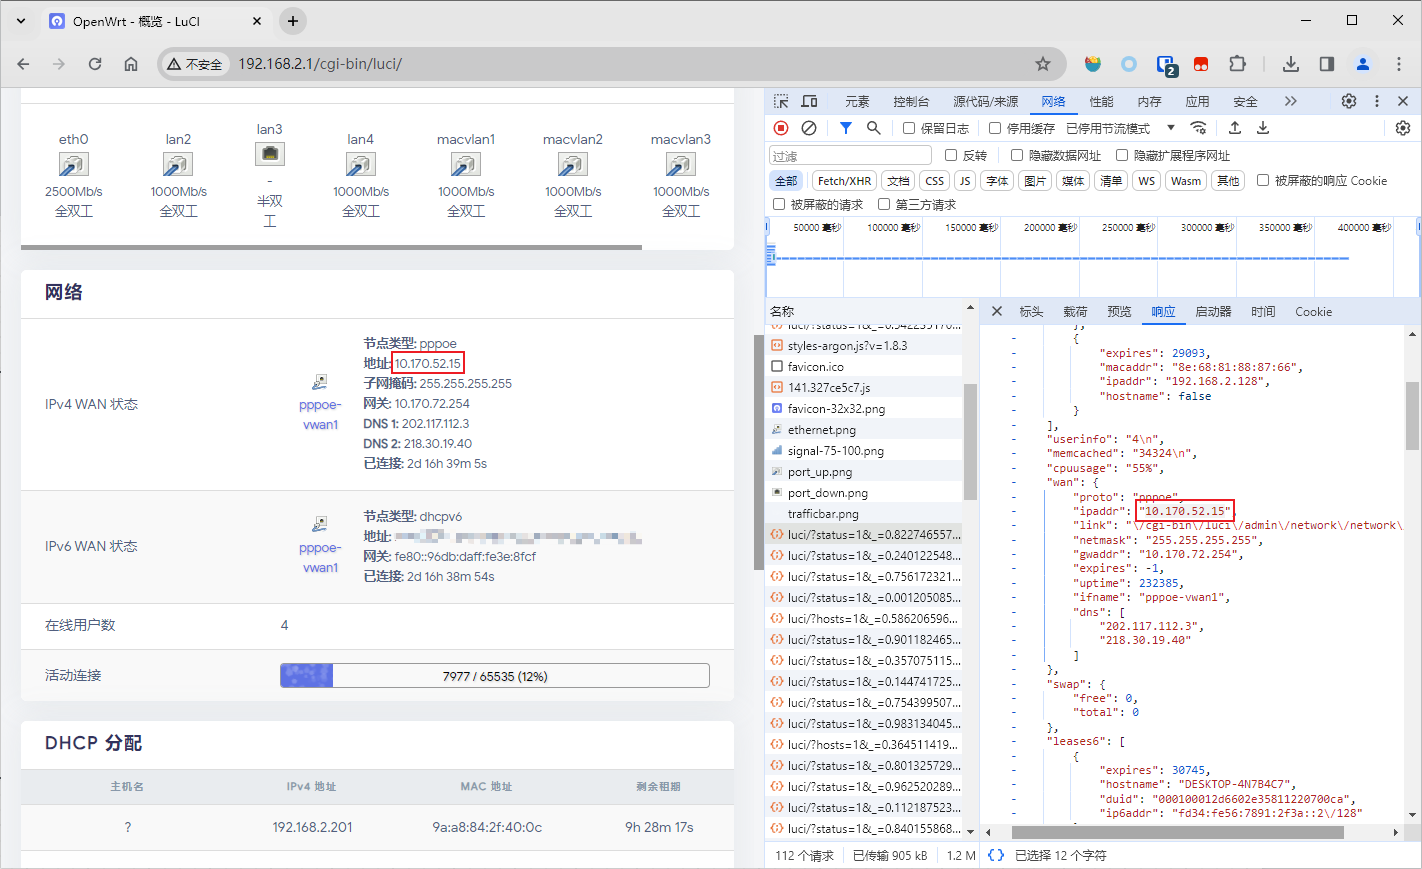 OpenWrt - 概览 - LuCI
不安全
192.168.2.1/cgi-bin/luci/
2
eth0
2500Mb/s
全双工
lan2
1000Mb/s
全双工
lan3
-
半双
工
lan4
1000Mb/s
全双工
macvlan1
1000Mb/s
全双工
macvlan2
1000Mb/s
全双工
macvlan3
1000Mb/s
全双工
网络
IPv4 WAN 状态
pppoe-
vwan1
节点类型: pppoe
地址: 10.170.52.15
子网掩码: 255.255.255.255
网关: 10.170.72.254
DNS 1: 202.117.112.3
DNS 2: 218.30.19.40
已连接: 2d 16h 39m 5s
IPv6 WAN 状态
pppoe-
vwan1
节点类型: dhcpv6
地址:
网关: fe80::96db:daff:fe3e:8fcf
已连接: 2d 16h 38m 54s
在线用户数 4
活动连接 7977 / 65535 (12%)
DHCP 分配
主机名 IPv4 地址 MAC 地址 剩余租期
? 192.168.2.201 9a:a8:84:2f:40:0c 9h 28m 17s
元素 控制台 源代码/来源 网络 性能 内存 应用 安全
保留日志 停用缓存 已停用节流模式
过滤 反转 隐藏数据网址 隐藏扩展程序网址
全部 Fetch/XHR 文档 CSS JS 字体 图片 媒体 清单 WS Wasm 其他 被屏蔽的响应 Cookie
被屏蔽的请求 第三方请求
50000 毫秒 100000 毫秒 150000 毫秒 200000 毫秒 250000 毫秒 300000 毫秒 350000 毫秒 400000 毫秒
名称
luci/?status=1&_=0.942235170...
styles-argon.js?v=1.8.3
favicon.ico
141.327ce5c7.js
favicon-32x32.png
ethernet.png
signal-75-100.png
port_up.png
port_down.png
trafficbar.png
luci/?status=1&_=0.822746557...
luci/?status=1&_=0.240122548...
luci/?status=1&_=0.756172321...
luci/?status=1&_=0.001205085...
luci/?hosts=1&_=0.586206596...
luci/?status=1&_=0.901182465...
luci/?status=1&_=0.357075115...
luci/?status=1&_=0.144741725...
luci/?status=1&_=0.754399507...
luci/?status=1&_=0.983134045...
luci/?hosts=1&_=0.364511419...
luci/?status=1&_=0.801325729...
luci/?status=1&_=0.962520289...
luci/?status=1&_=0.112187523...
luci/?status=1&_=0.840155868...
标头 载荷 预览 响应 启动器 时间 Cookie
},
{
"expires": 29093,
"macaddr": "8e:68:81:88:87:66",
"ipaddr": "192.168.2.128",
"hostname": false
}
],
"userinfo": "4\n",
"memcached": "34324\n",
"cpuusage": "55%",
"wan": {
"proto": "pppoe",
"ipaddr": "10.170.52.15",
"link": "\/cgi-bin\/luci\/admin\/network\/network\/
"netmask": "255.255.255.255",
"gwaddr": "10.170.72.254",
"expires": -1,
"uptime": 232385,
"ifname": "pppoe-vwan1",
"dns": [
"202.117.112.3",
"218.30.19.40"
]
},
"swap": {
"free": 0,
"total": 0
},
"leases6": [
{
"expires": 30745,
"hostname": "DESKTOP-4N7B4C7",
"duid": "000100012d6602e35811220700ca",
"ip6addr": "fd34:fe56:7891:2f3a::2\/128"
112 个请求 已传输 905 kB 1.2 M
{} 已选择 12 个字符